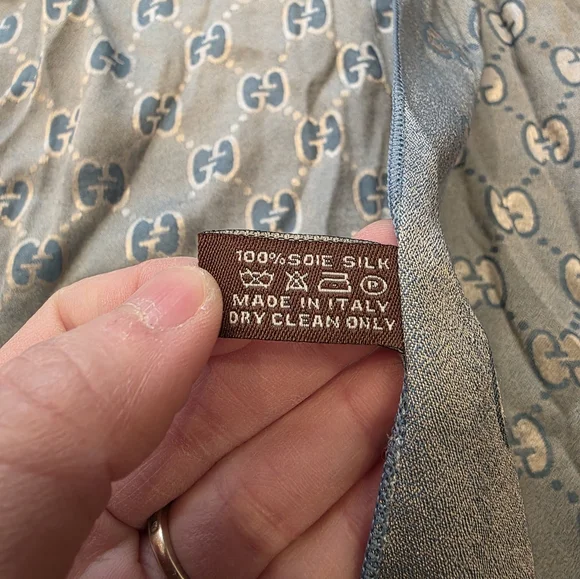 100% SOIE SILK
P
MADE IN ITALY
DRY CLEAN ONLY